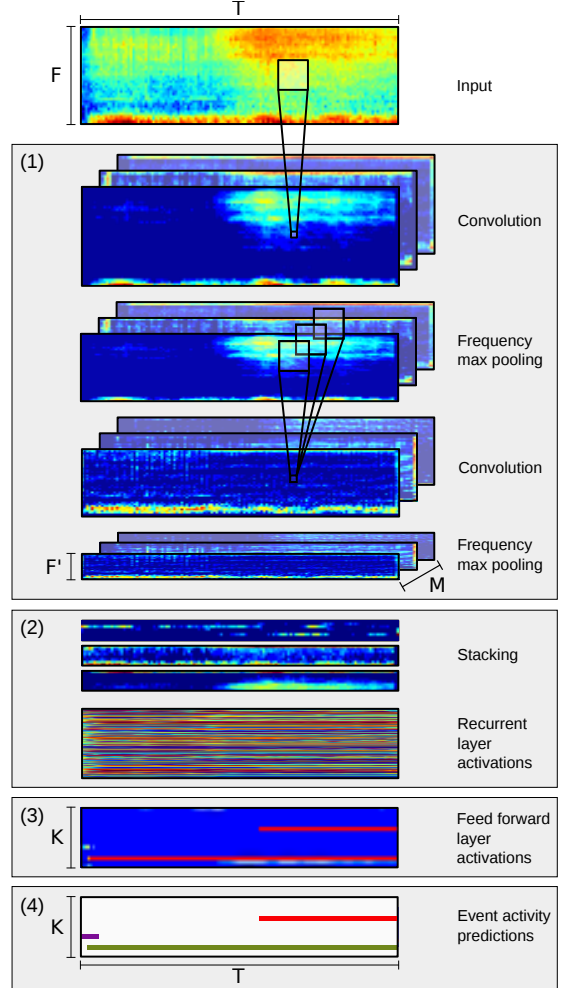 T
F
Input
(1)
Convolution
Frequency
max pooling
Convolution
F'
Frequency
max pooling
M
(2)
Stacking
Recurrent
layer
activations
(3)
K
Feed forward
layer
activations
(4)
K
Event activity
predictions
T